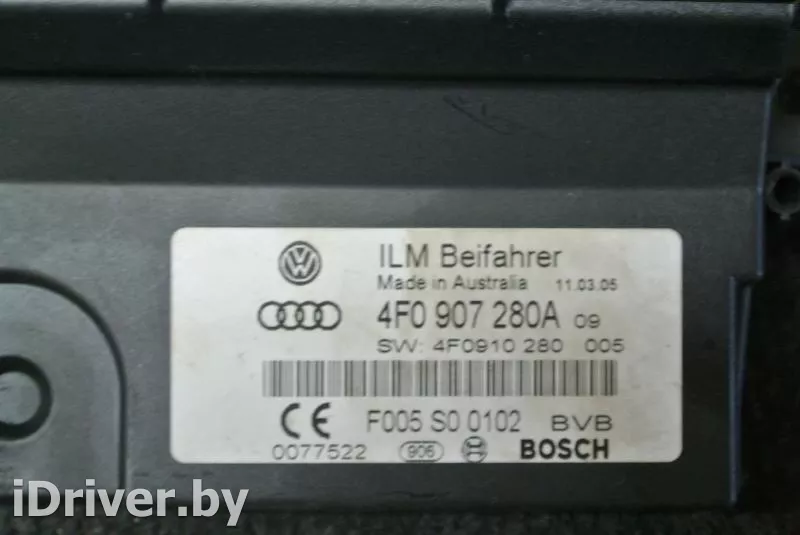 ILM Beifahrer
Made in Australia 11.03.05
4F0 907 280A 09
SW: 4F0910 280 005
CE F005 S0 0102 BVB
0077522 906 BOSCH
iDriver.by